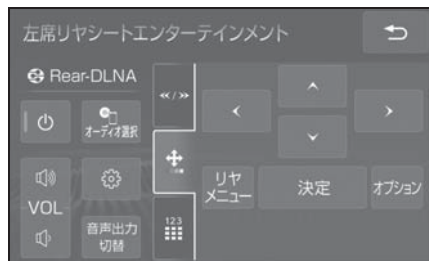 左席リヤシートエンターテインメント
Rear-DLNA
オーディオ選択
VOL
音声出力
切替
123
リヤ
メニュー
決定
オプション